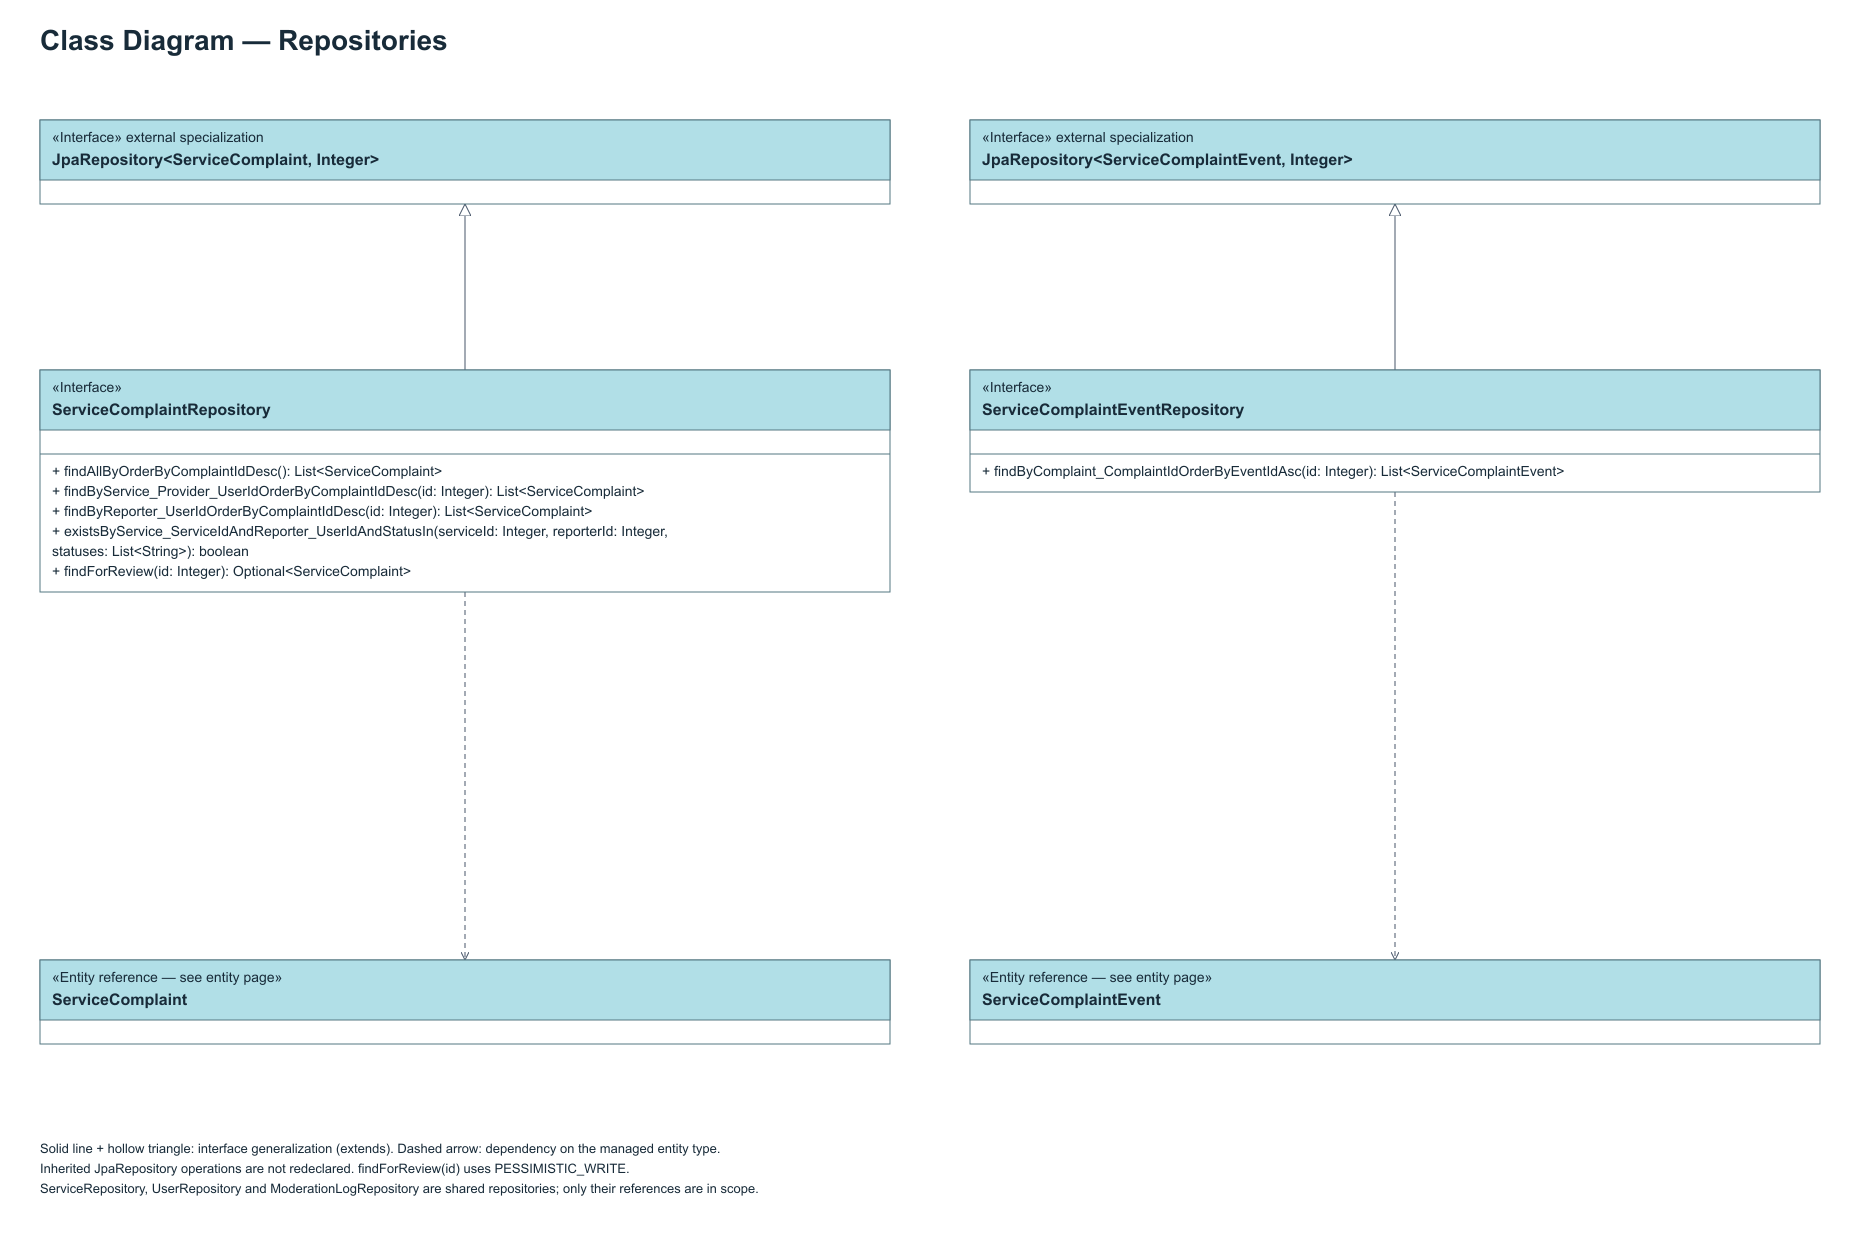 Class Diagram — Repositories
«Interface» external specialization
JpaRepository<ServiceComplaint, Integer>
«Interface» external specialization
JpaRepository<ServiceComplaintEvent, Integer>
«Interface»
ServiceComplaintRepository
+ findAllByOrderByComplaintIdDesc(): List<ServiceComplaint>
+ findByService_Provider_UserIdOrderByComplaintIdDesc(id: Integer): List<ServiceComplaint>
+ findByReporter_UserIdOrderByComplaintIdDesc(id: Integer): List<ServiceComplaint>
+ existsByService_ServiceIdAndReporter_UserIdAndStatusIn(serviceId: Integer, reporterId: Integer,
statuses: List<String>): boolean
+ findForReview(id: Integer): Optional<ServiceComplaint>
«Interface»
ServiceComplaintEventRepository
+ findByComplaint_ComplaintIdOrderByEventIdAsc(id: Integer): List<ServiceComplaintEvent>
«Entity reference — see entity page»
ServiceComplaint
«Entity reference — see entity page»
ServiceComplaintEvent
Solid line + hollow triangle: interface generalization (extends). Dashed arrow: dependency on the managed entity type.
Inherited JpaRepository operations are not redeclared. findForReview(id) uses PESSIMISTIC_WRITE.
ServiceRepository, UserRepository and ModerationLogRepository are shared repositories; only their references are in scope.